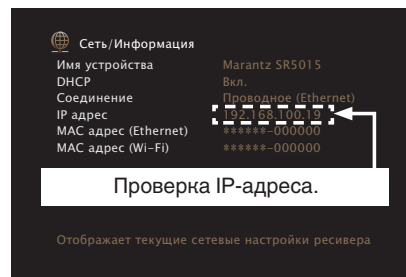 Сеть/Информация
Имя устройства Marantz SR5015
DHCP Вкл.
Соединение Проводное (Ethernet)
IP адрес 192.168.100.19
MAC адрес (Ethernet) ******-000000
MAC адрес (Wi-Fi) ******-000000
Проверка IP-адреса.
Отображает текущие сетевые настройки ресивера